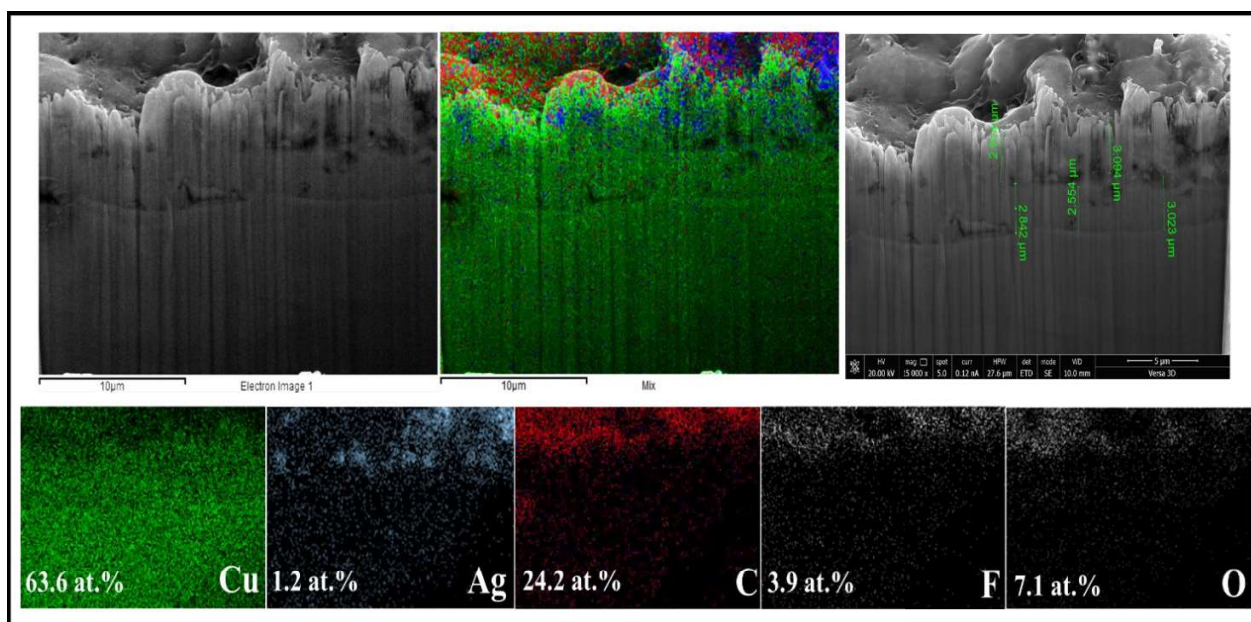 2.842 µm
2.554 µm
3.094 µm
3.023 µm
10µm Electron Image 1
10µm Mix
HV mag spot curr HPW det mode WD 5 µm
20.00 kV 5.0 0.12 nA 27.6 µm ETD SE 10.0 mm Versa 3D
63.6 at.% Cu
1.2 at.% Ag
24.2 at.% C
3.9 at.% F
7.1 at.% O